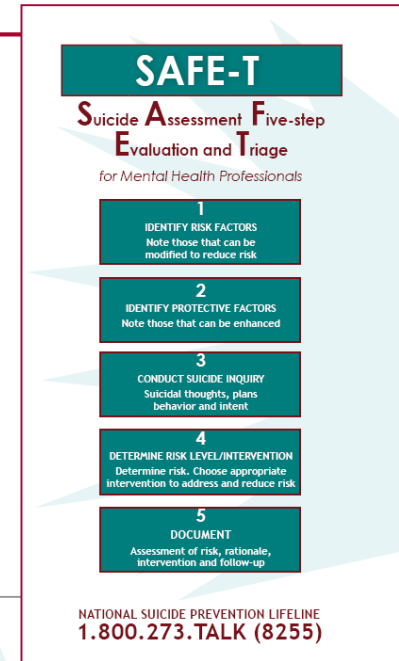 SAFE-T
Suicide Assessment Five-step
Evaluation and Triage
for Mental Health Professionals
1
IDENTIFY RISK FACTORS
Note those that can be
modified to reduce risk
2
IDENTIFY PROTECTIVE FACTORS
Note those that can be enhanced
3
CONDUCT SUICIDE INQUIRY
Suicidal thoughts, plans
behavior and intent
4
DETERMINE RISK LEVEL/INTERVENTION
Determine risk. Choose appropriate
intervention to address and reduce risk
5
DOCUMENT
Assessment of risk, rationale,
intervention and follow-up
NATIONAL SUICIDE PREVENTION LIFELINE
1.800.273.TALK (8255)